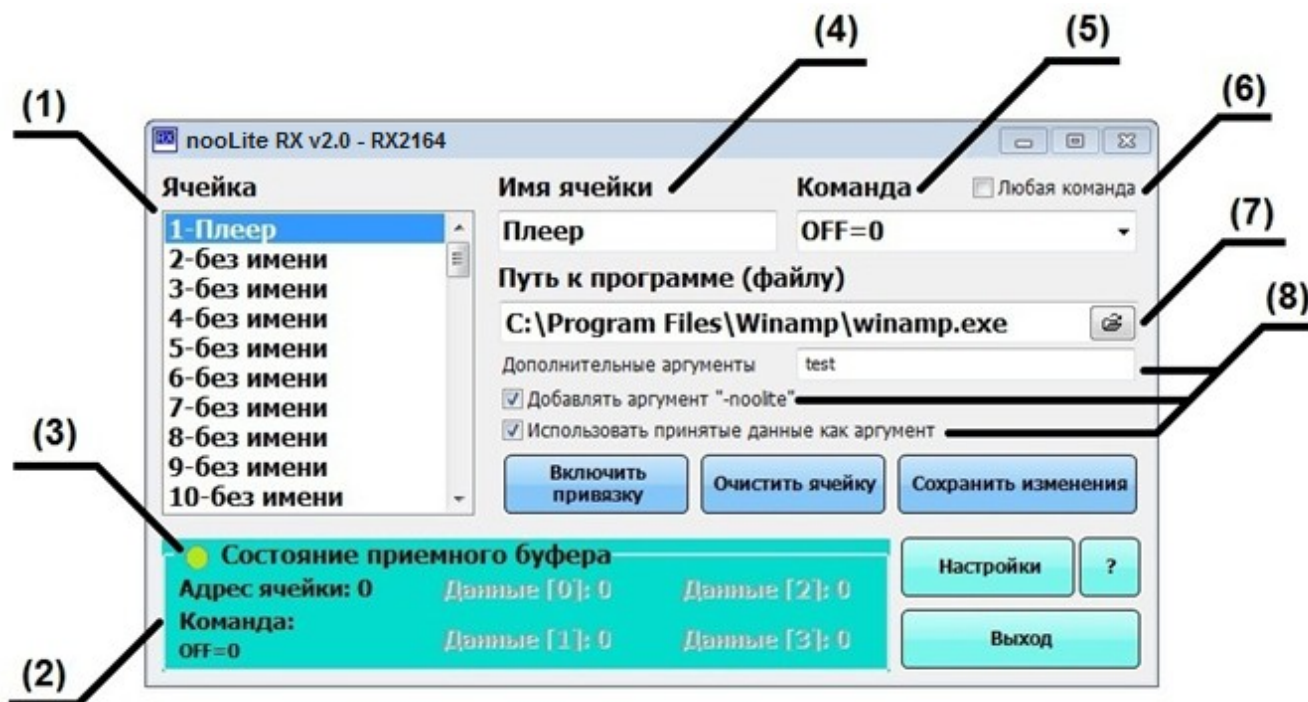 (4)
(5)
(1)
(6)
nooLite RX v2.0 - RX2164
Ячейка
Имя ячейки
Команда
Любая команда
1-Плеер
Плеер
OFF=0
(7)
2-без имени
3-без имени
Путь к программе (файлу)
4-без имени
C:\Program Files\Winamp\winamp.exe
(8)
5-без имени
Дополнительные аргументы
test
6-без имени
7-без имени
Добавлять аргумент "-noolite"
8-без имени
Использовать принятые данные как аргумент
(3)
9-без имени
10-без имени
Включить
привязку
Очистить ячейку
Сохранить изменения
Состояние приемного буфера
Адрес ячейки: 0
Данные [0]: 0
Данные [2]: 0
Настройки
?
Команда:
OFF=0
Данные [1]: 0
Данные [3]: 0
Выход
(2)